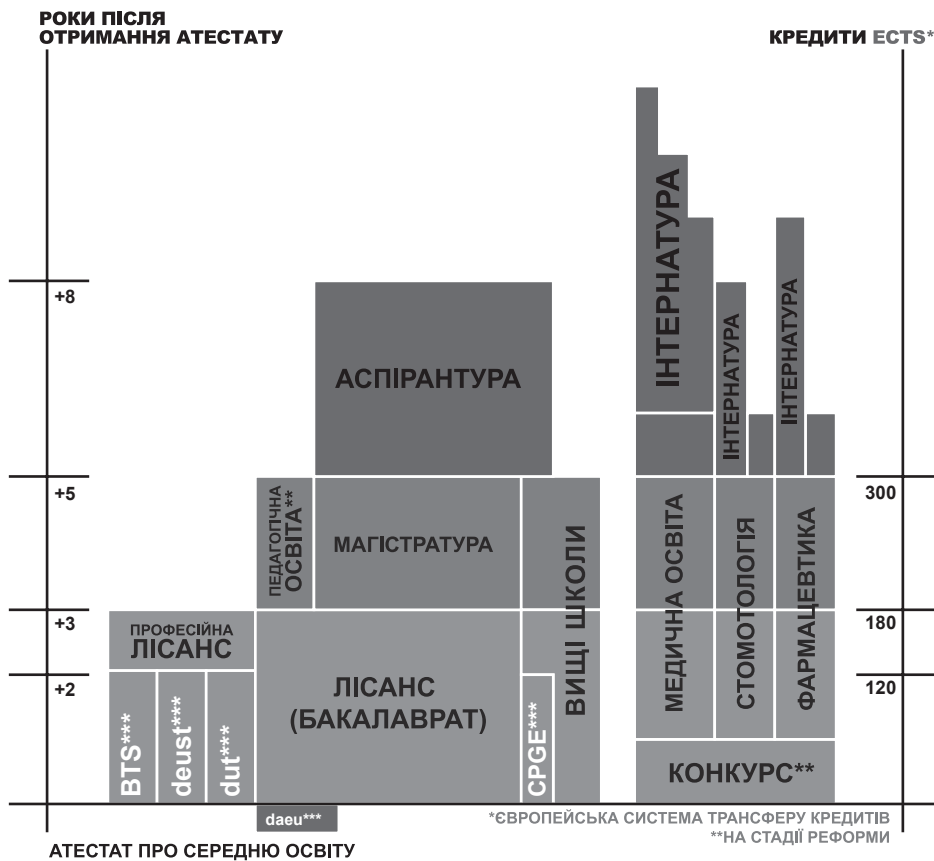 РОКИ ПІСЛЯ
ОТРИМАННЯ АТЕСТАТУ
КРЕДИТИ ECTS*
+8
+5
+3
+2
300
180
120
АСПІРАНТУРА
ПЕДАГОГІЧНА
ОСВІТА**
МАГІСТРАТУРА
ПРОФЕСІЙНА
ЛІСАНС
BTS***
deust***
dut***
ЛІСАНС
(БАКАЛАВРАТ)
CPGE***
ВИЩІ ШКОЛИ
ІНТЕРНАТУРА
ІНТЕРНАТУРА
ІНТЕРНАТУРА
МЕДИЧНА ОСВІТА
СТОМОТОЛОГІЯ
ФАРМАЦЕВТИКА
КОНКУРС**
daeu***
*ЄВРОПЕЙСЬКА СИСТЕМА ТРАНСФЕРУ КРЕДИТІВ
**НА СТАДІЇ РЕФОРМИ
АТЕСТАТ ПРО СЕРЕДНЮ ОСВІТУ